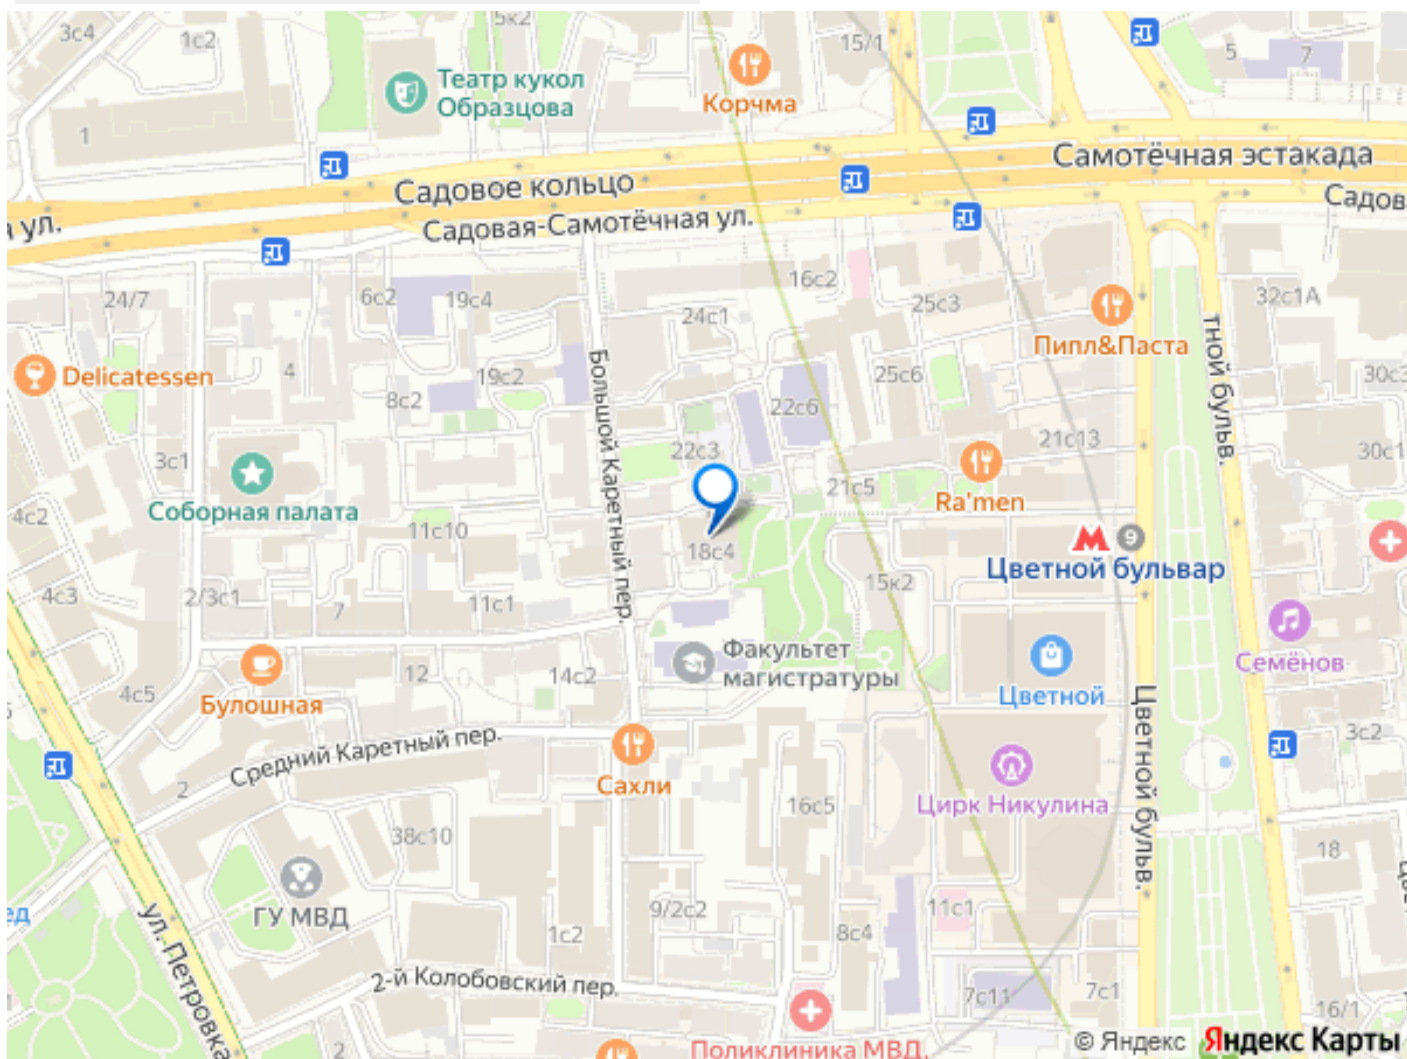 3с4
1с2
5к2
15/1
5
7
Театр кукол
Образцова
Корчма
1
Самотёчная эстакада
Садовое кольцо
Садов
я ул.
Садовая-Самотёчная ул.
24/7
6с2
19с4
16с2
25с3
32с1А
24с1
Пипл&Паста
Delicatessen
4
19с2
25с6
30с3
8с2
22с6
Большой Каретный пер.
тной бульв.
21с13
30с1
3с1
22с3
21с5
Ra'men
4с2
Соборная палата
11с10
18с4
9
Цветной бульвар
15к2
4с3
2/3с1
7
11с1
Факультет
магистратуры
Семёнов
12
14с2
4с5
Булошная
Цветной
Цветной бульв.
3с2
Средний Каретный пер.
2
Сахли
Цирк Никулина
16с5
38с10
18
ГУ МВД
ед
9/2с2
11с1
8с4
1с2
ул. Петровка
2-й Колобовский пер.
7с11
7с1
16/1
2
Поликлиника МВД,
© Яндекс
Яндекс Карты